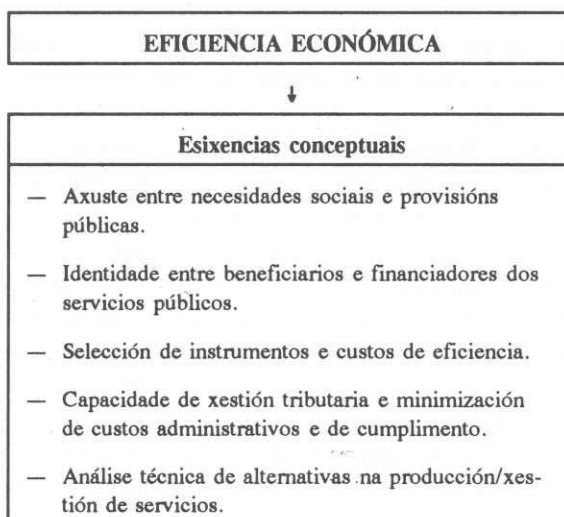 EFICIENCIA ECONÓMICA
↓
Esixencias conceptuais
— Axuste entre necesidades sociais e provisións
públicas.
— Identidade entre beneficiarios e financiadores dos
servicios públicos.
— Selección de instrumentos e custos de eficiencia.
— Capacidade de xestión tributaria e minimización
de custos administrativos e de cumplimento.
— Análise técnica de alternativas na producción/xes-
tión de servicios.